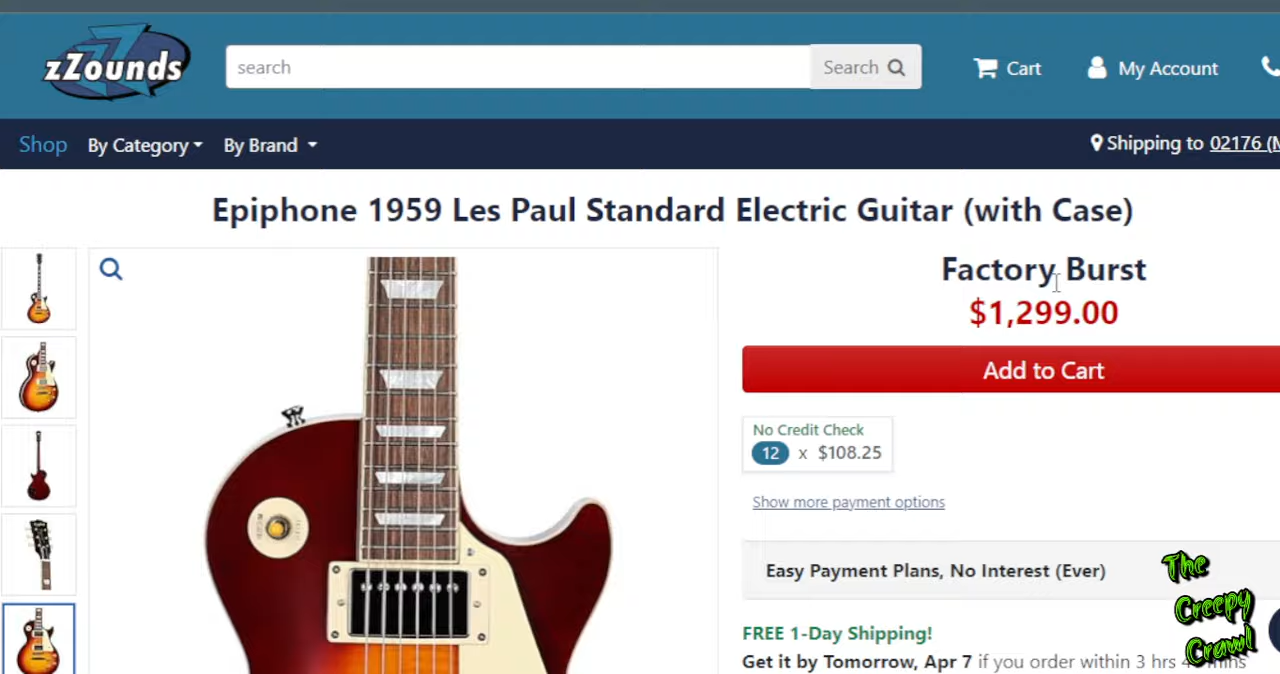 zZounds
search
Search
Cart
My Account
Shop
By Category
By Brand
Shipping to 02176
Epiphone 1959 Les Paul Standard Electric Guitar (with Case)
Factory Burst
$1,299.00
Add to Cart
No Credit Check
12 x $108.25
Show more payment options
Easy Payment Plans, No Interest (Ever)
FREE 1-Day Shipping!
Get it by Tomorrow, Apr 7 if you order within 3 hrs
The
Creepy
Crawl